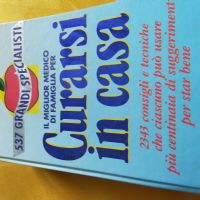 537 GRANDI SPECIALISTI
IL MIGLIOR MEDICO
DI FAMIGLIA PER
Curarsi
in casa
2343 consigli e tecniche
che ciascuno può usare
più centinaia di suggerimenti
per star bene